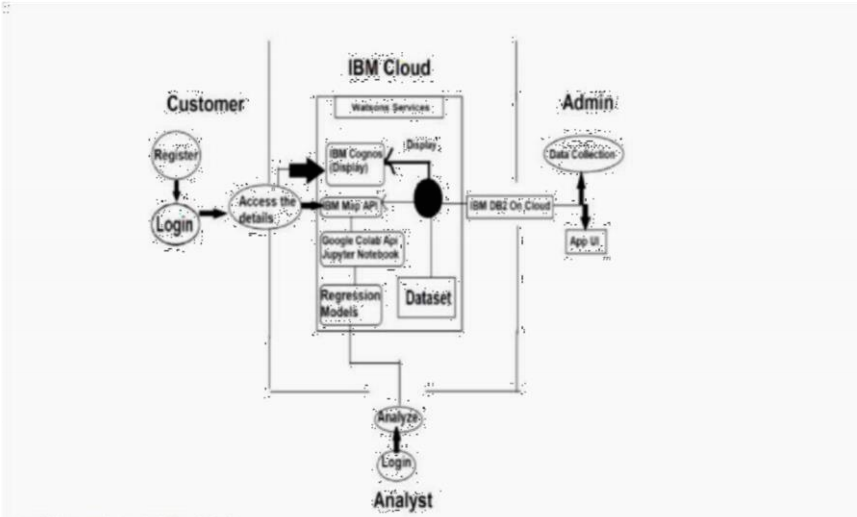 IBM Cloud
Customer
Watsons Services
Admin
Register
IBM Cognos
(Display)
Display
Data Collection
Access the
details
IBM Map API
IBM DB2 On Cloud
Login
Google Colab/Api
Jupyter Notebook
App UI
Regression
Models
Dataset
Analyze
Login
Analyst